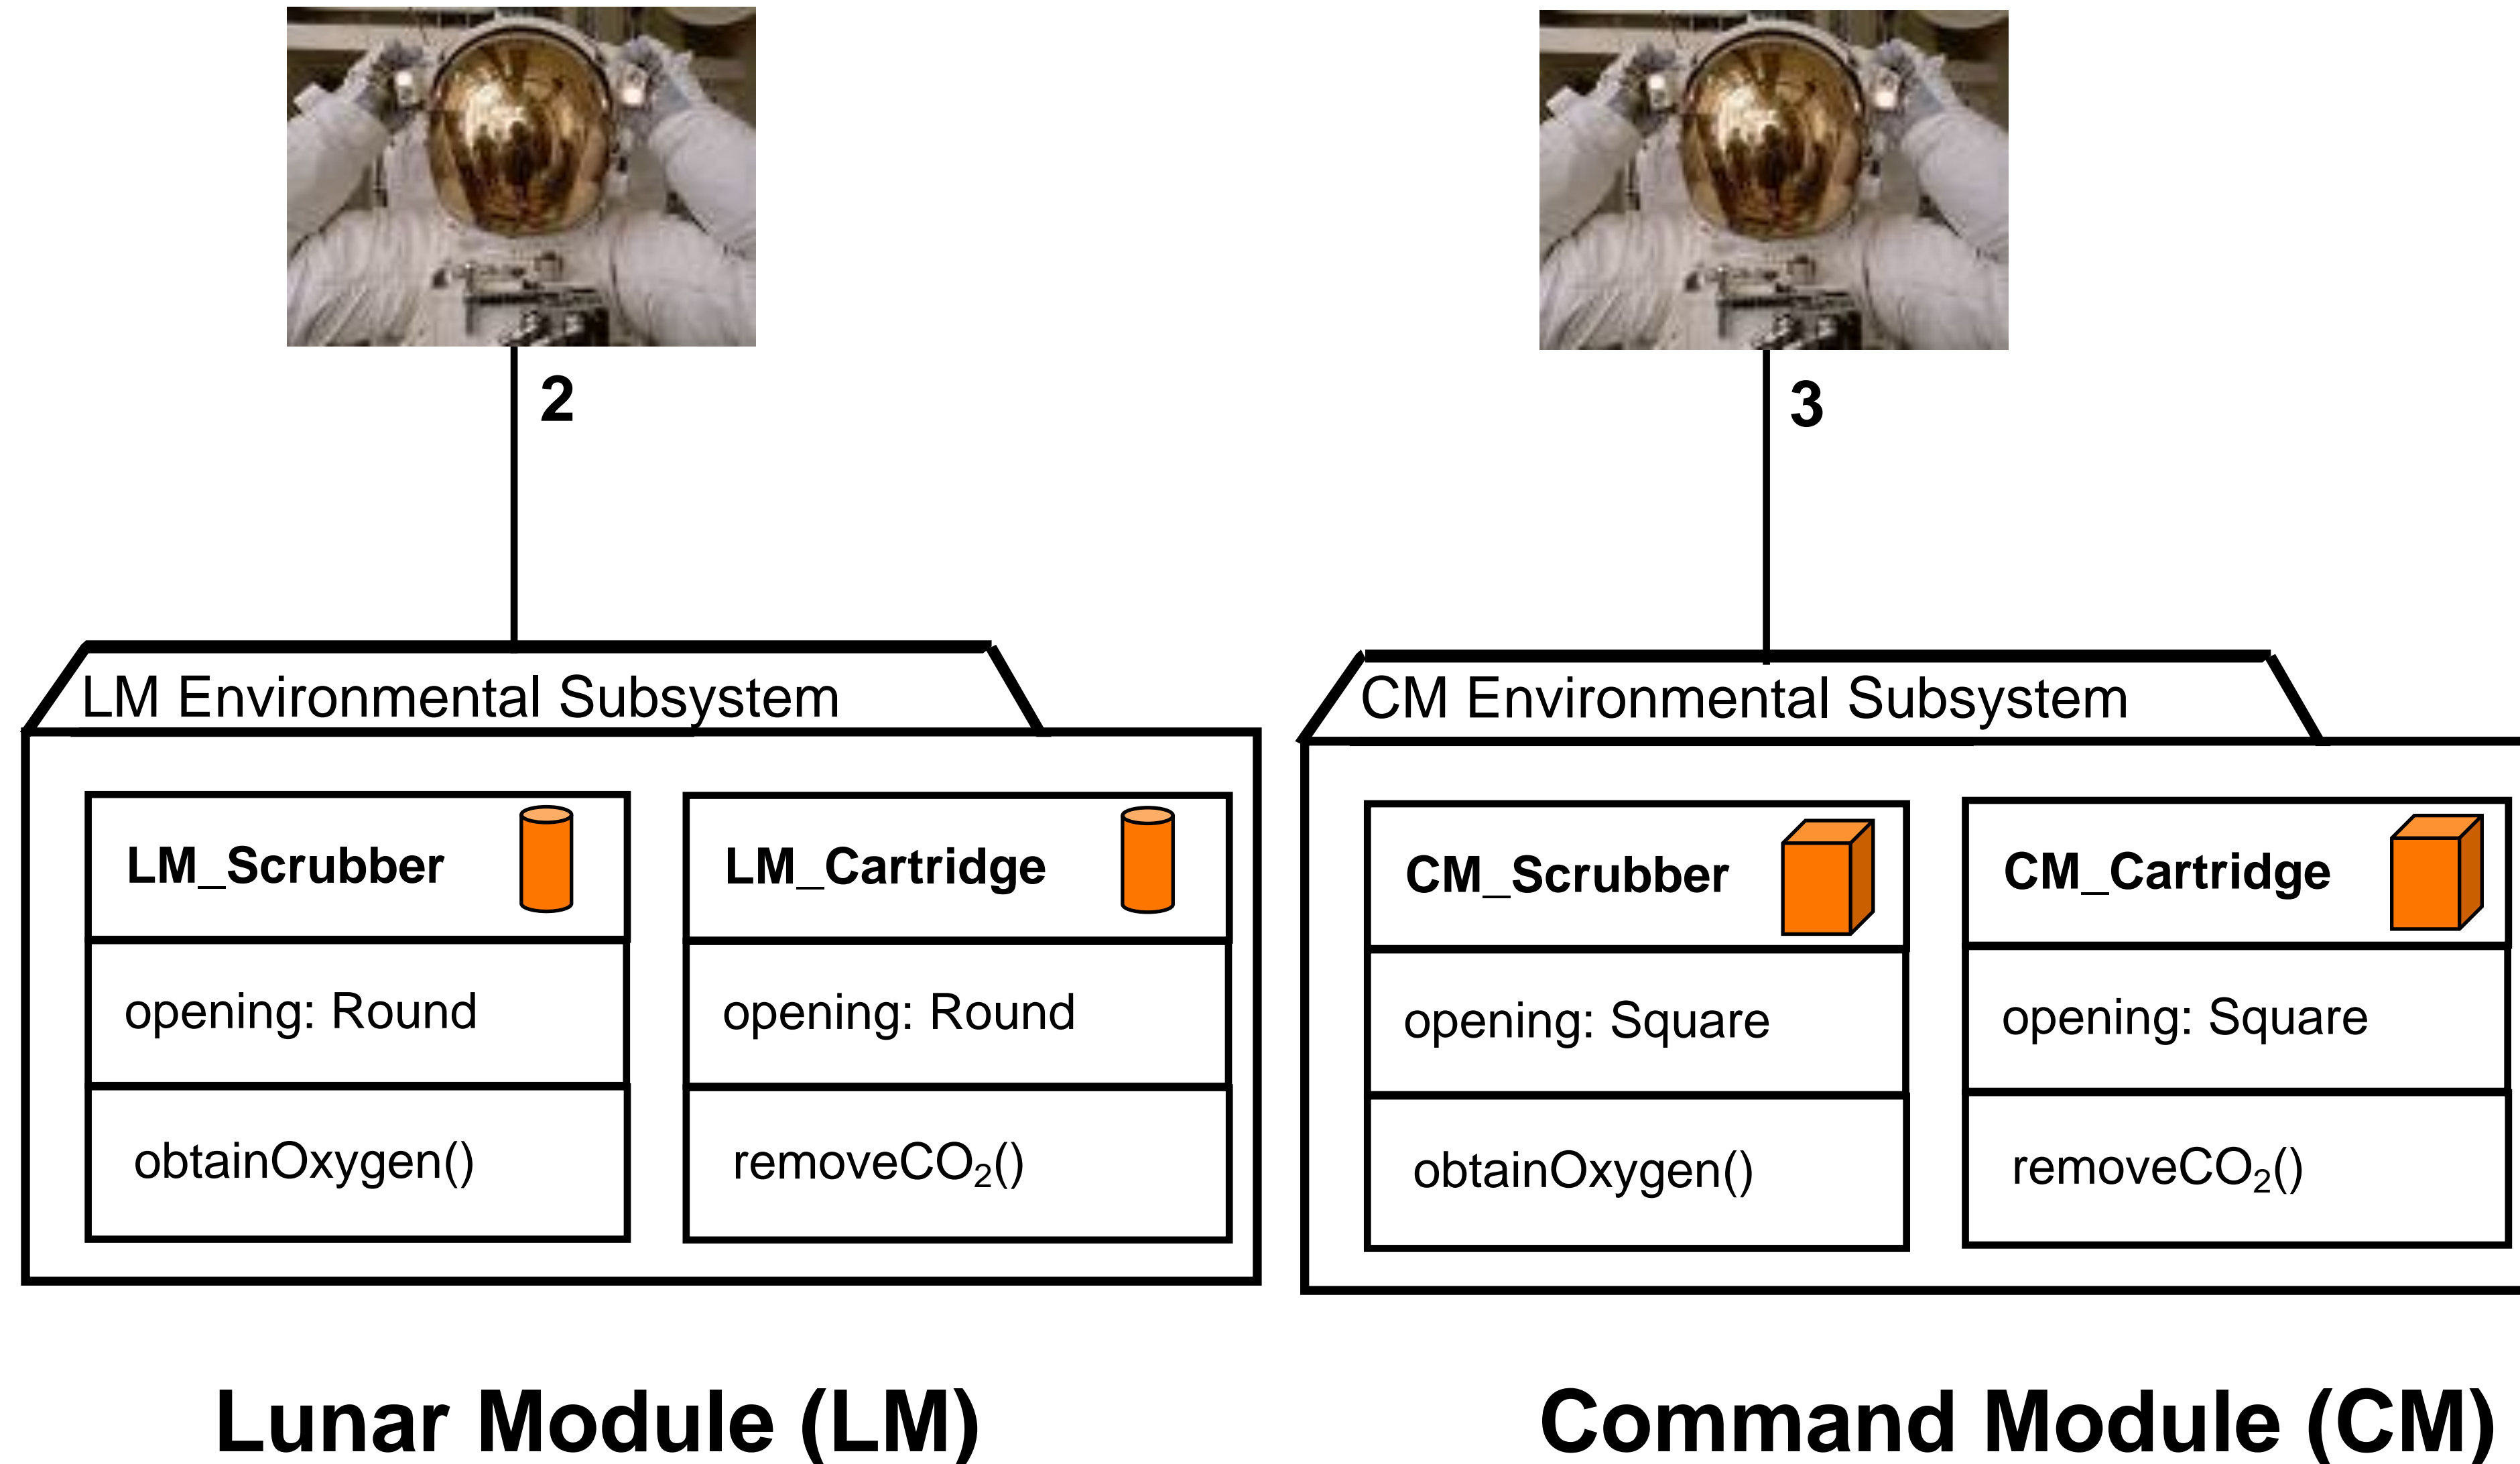 2
3
LM Environmental Subsystem
CM Environmental Subsystem
LM_Scrubber
opening: Round
obtainOxygen()
LM_Cartridge
opening: Round
removeCO₂()
CM_Scrubber
opening: Square
obtainOxygen()
CM_Cartridge
opening: Square
removeCO₂()
Lunar Module (LM)
Command Module (CM)